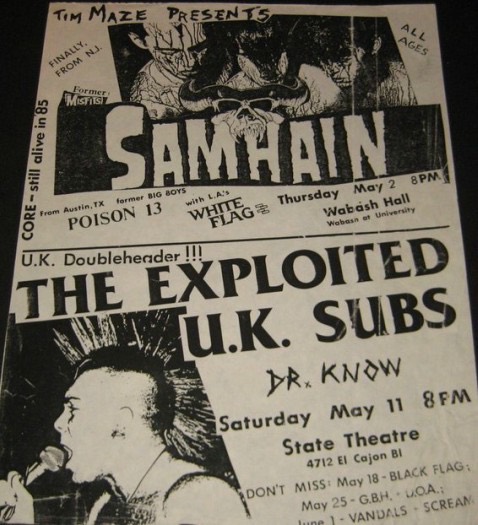 TIM MAZE PRESENTS
FINALLY,
FROM N.J.
ALL
AGES
Former
MISFITS
SAMHAIN
CORE - still alive in 85
From Austin, TX former BIG BOYS
POISON 13
with L.A.'s
WHITE
FLAG
Thursday May 2 8PM
Wabash Hall
Wabash at University
U.K. Doubleheader !!!
THE EXPLOITED
U.K. SUBS
DR. KNOW
Saturday May 11 8PM
State Theatre
4712 El Cajon Bl
DON'T MISS: May 18 - BLACK FLAG;
May 25 - G.B.H. - D.O.A.;
June 1 - VANDALS - SCREAM